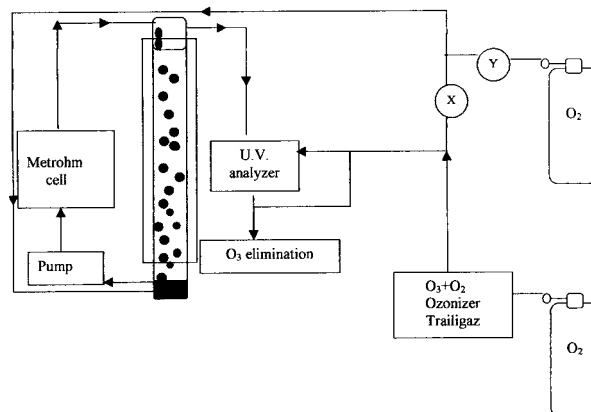 Y
X
O₂
Metrohm
cell
U.V.
analyzer
Pump
O₃ elimination
O₃+O₂
Ozonizer
Trailigaz
O₂